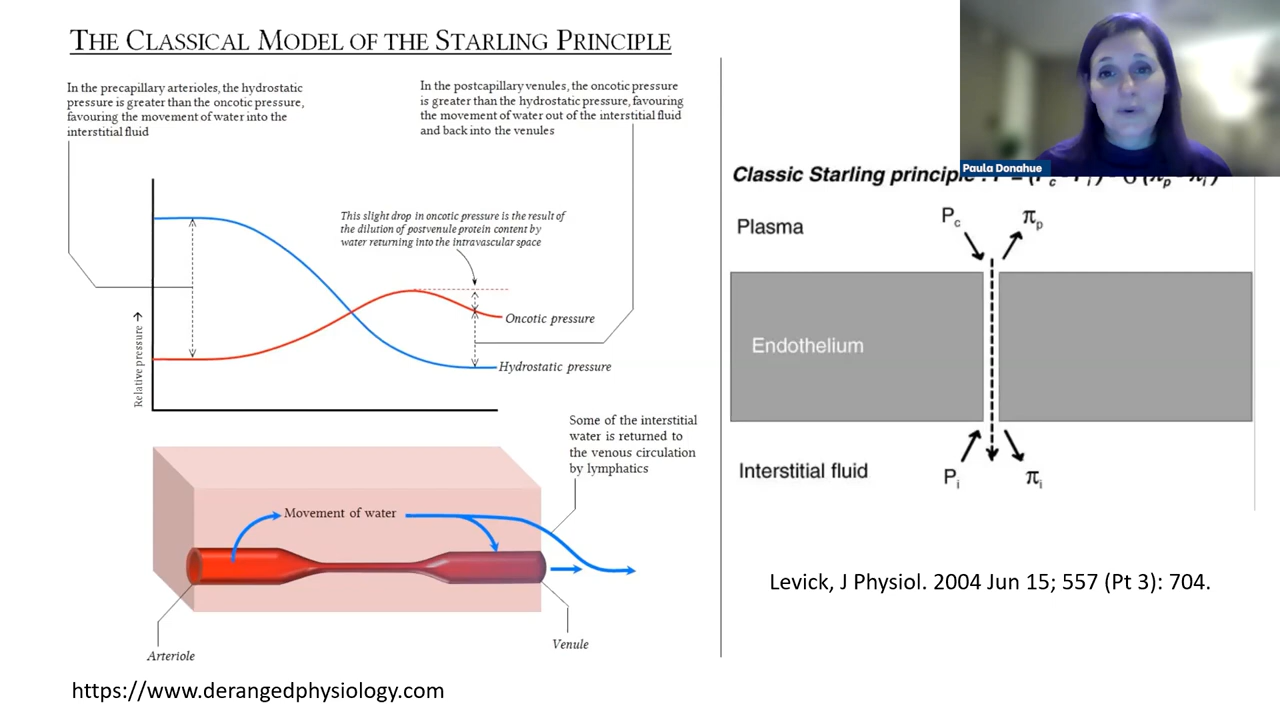 THE CLASSICAL MODEL OF THE STARLING PRINCIPLE
In the precapillary arterioles, the hydrostatic
pressure is greater than the oncotic pressure,
favouring the movement of water into the
interstitial fluid
In the postcapillary venules, the oncotic pressure
is greater than the hydrostatic pressure, favouring
the movement of water out of the interstitial fluid
and back into the venules
This slight drop in oncotic pressure is the result of
the dilution of postvenule protein content by
water returning into the intravascular space
Relative pressure →
Oncotic pressure
Hydrostatic pressure
Some of the interstitial
water is returned to
the venous circulation
by lymphatics
Movement of water
Arteriole
Venule
https://www.derangedphysiology.com
Paula Donahue
Classic Starling
Plasma
Pc
πp
Endothelium
Interstitial fluid
Pi
πi
Levick, J Physiol. 2004 Jun 15; 557 (Pt 3): 704.